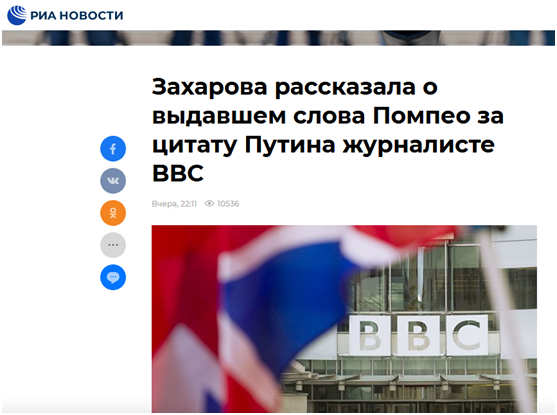 РИА НОВОСТИ
Захарова рассказала о
выдавшем слова Помпео за
цитату Путина журналисте
BBC
Вчера, 22:11 10536
BBC